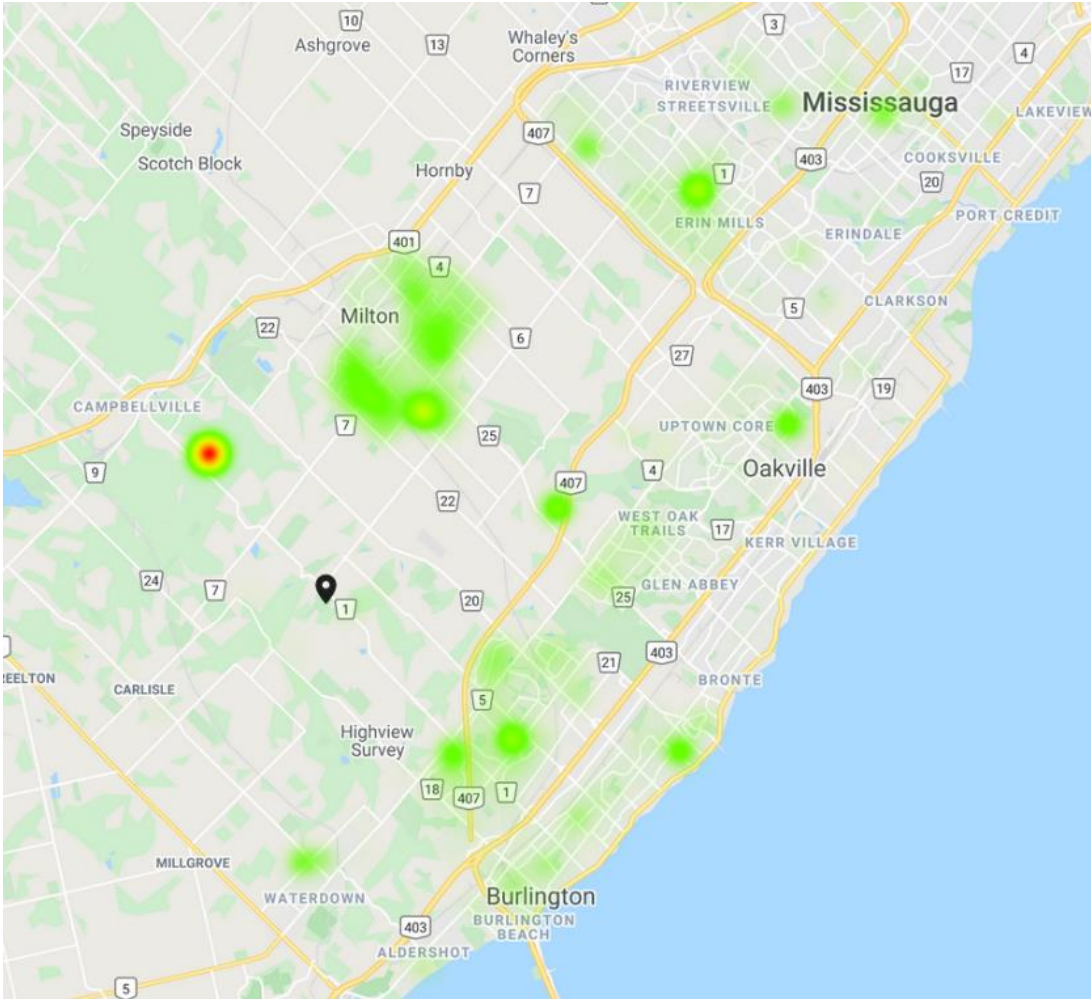 10
Ashgrove
13
Whaley's
Corners
3
4
17
RIVERVIEW
STREETSVILLE
Mississauga
LAKEVIEW
407
Speyside
Scotch Block
Hornby
7
403
COOKSVILLE
1
20
PORT CREDIT
ERIN MILLS
ERINDALE
401
4
CLARKSON
5
Milton
22
6
27
403
19
CAMPBELLVILLE
7
UPTOWN CORE
25
9
Oakville
4
407
22
WEST OAK
TRAILS
17
KERR VILLAGE
24
7
GLEN ABBEY
1
20
25
403
21
REELTON
BRONTE
CARLISLE
5
Highview
Survey
18
407
1
MILLGROVE
WATERDOWN
Burlington
BURLINGTON
BEACH
403
ALDERSHOT
5